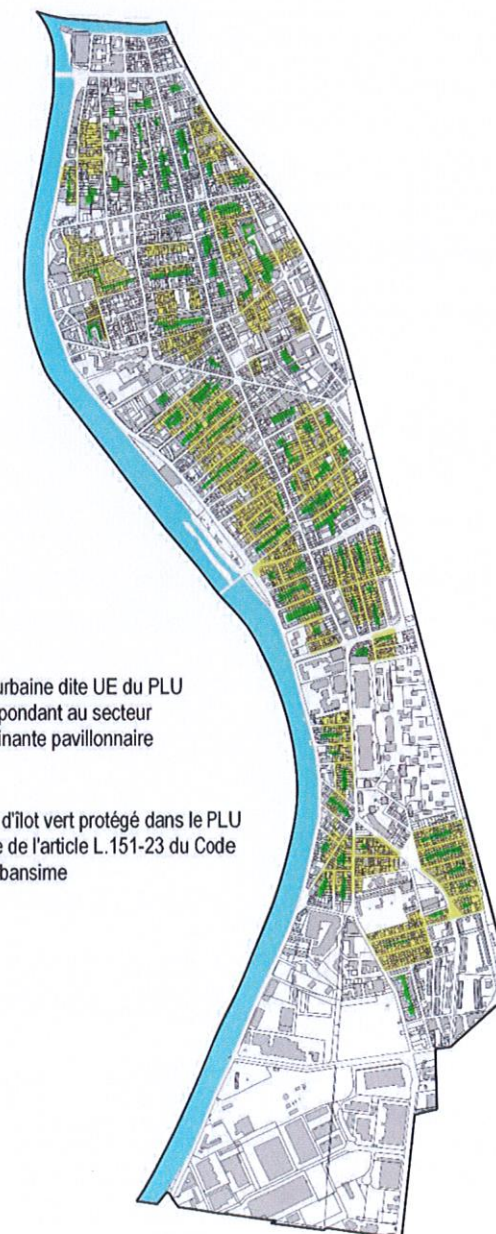 urbaine dite UE du PLU
pondant au secteur
inante pavillonnaire
d'îlot vert protégé dans le PLU
e de l'article L.151-23 du Code
bansime